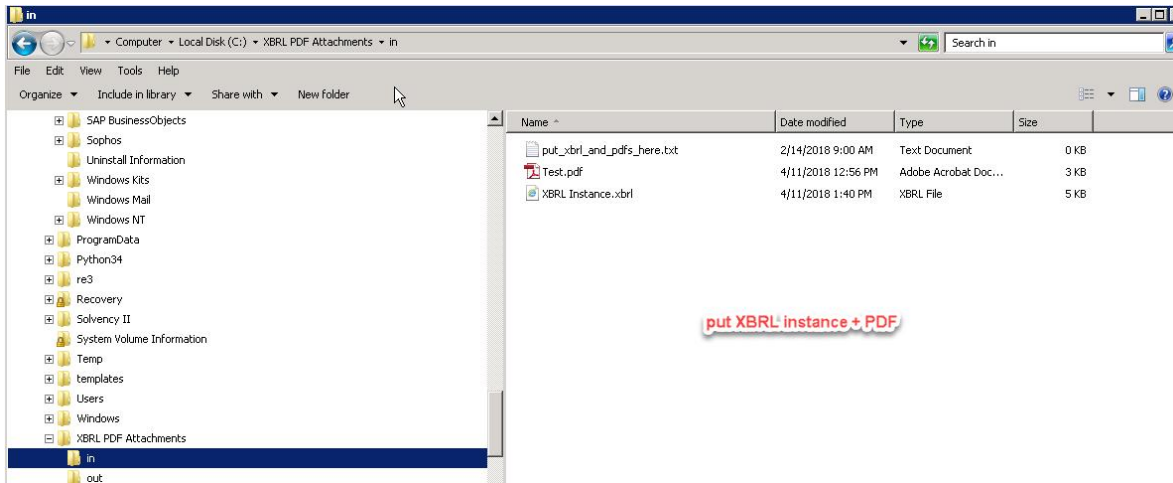 in
Computer Local Disk (C:) XBRL PDF Attachments in
Search in
File Edit View Tools Help
Organize Include in library Share with New folder
SAP BusinessObjects
Sophos
Uninstall Information
Windows Kits
Windows Mail
Windows NT
ProgramData
Python34
re3
Recovery
Solvency II
System Volume Information
Temp
templates
Users
Windows
XBRL PDF Attachments
in
out
Name Date modified Type Size
put_xbrl_and_pdfs_here.txt 2/14/2018 9:00 AM Text Document 0 KB
Test.pdf 4/11/2018 12:56 PM Adobe Acrobat Doc... 3 KB
XBRL Instance.xbrl 4/11/2018 1:40 PM XBRL File 5 KB
put XBRL instance + PDF